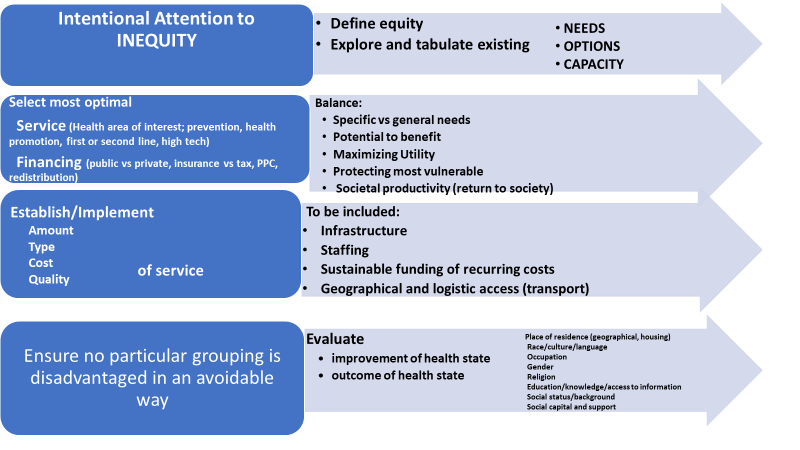 Intentional Attention to
INEQUITY
• Define equity
• Explore and tabulate existing
• NEEDS
• OPTIONS
• CAPACITY
Select most optimal
Service (Health area of interest; prevention, health
promotion, first or second line, high tech)
Financing (public vs private, insurance vs tax, PPC,
redistribution)
Balance:
• Specific vs general needs
• Potential to benefit
• Maximizing Utility
• Protecting most vulnerable
• Societal productivity (return to society)
Establish/Implement
Amount
Type
Cost
Quality
of service
To be included:
• Infrastructure
• Staffing
• Sustainable funding of recurring costs
• Geographical and logistic access (transport)
Ensure no particular grouping is
disadvantaged in an avoidable
way
Evaluate
• improvement of health state
• outcome of health state
Place of residence (geographical, housing)
Race/culture/language
Occupation
Gender
Religion
Education/knowledge/access to information
Social status/background
Social capital and support